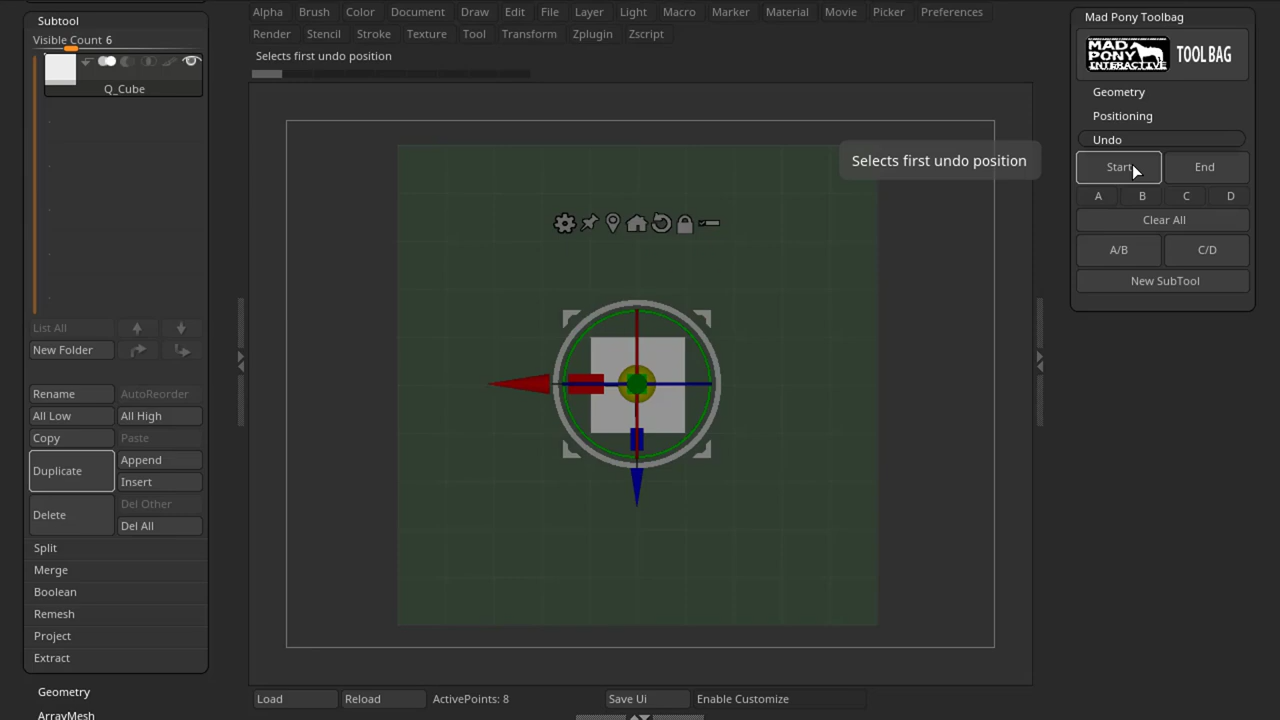 Subtool
Visible Count 6
Q_Cube
List All
New Folder
Rename AutoReorder
All Low All High
Copy Paste
Duplicate Append
Insert
Delete Del Other
Del All
Split
Merge
Boolean
Remesh
Project
Extract
Geometry
ArrayMesh
Alpha Brush Color Document Draw Edit File Layer Light Macro Marker Material Movie Picker Preferences
Render Stencil Stroke Texture Tool Transform Zplugin Zscript
Selects first undo position
Selects first undo position
Load Reload ActivePoints: 8 Save Ui Enable Customize
Mad Pony Toolbag
MAD
PONY
INTERACTIVE
TOOL BAG
Geometry
Positioning
Undo
Start End
A B C D
Clear All
A/B C/D
New SubTool